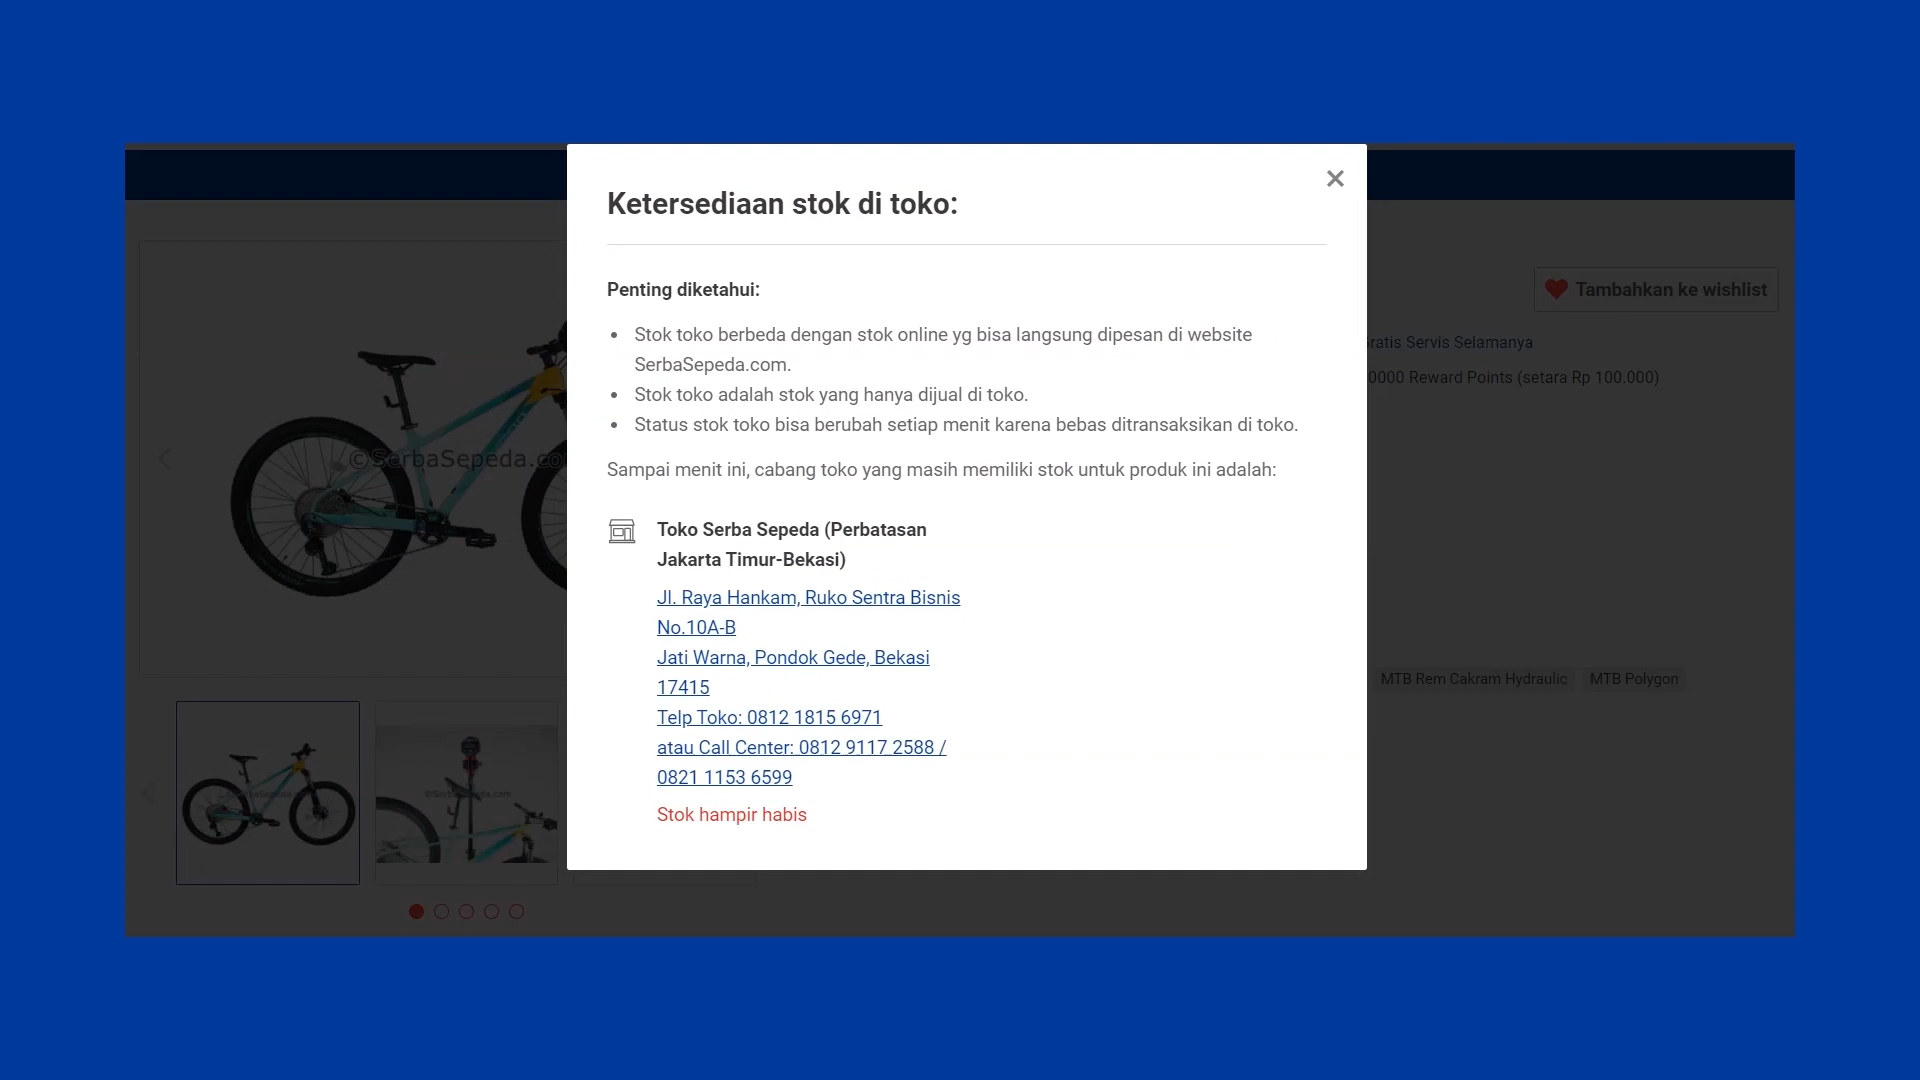 Ketersediaan stok di toko:
Penting diketahui:
Stok toko berbeda dengan stok online yg bisa langsung dipesan di website
SerbaSepeda.com.
Stok toko adalah stok yang hanya dijual di toko.
Status stok toko bisa berubah setiap menit karena bebas ditransaksikan di toko.
Sampai menit ini, cabang toko yang masih memiliki stok untuk produk ini adalah:
Toko Serba Sepeda (Perbatasan
Jakarta Timur-Bekasi)
Jl. Raya Hankam, Ruko Sentra Bisnis
No.10A-B
Jati Warna, Pondok Gede, Bekasi
17415
Telp Toko: 0812 1815 6971
atau Call Center: 0812 9117 2588 /
0821 1153 6599
Stok hampir habis
Tambahkan ke wishlist
Servis Selamanya
Reward Points (setara Rp 100.000)
MTB Rem Cakram Hydraulic
MTB Polygon
©SerbaSepeda.co
©SerbaSepeda.com